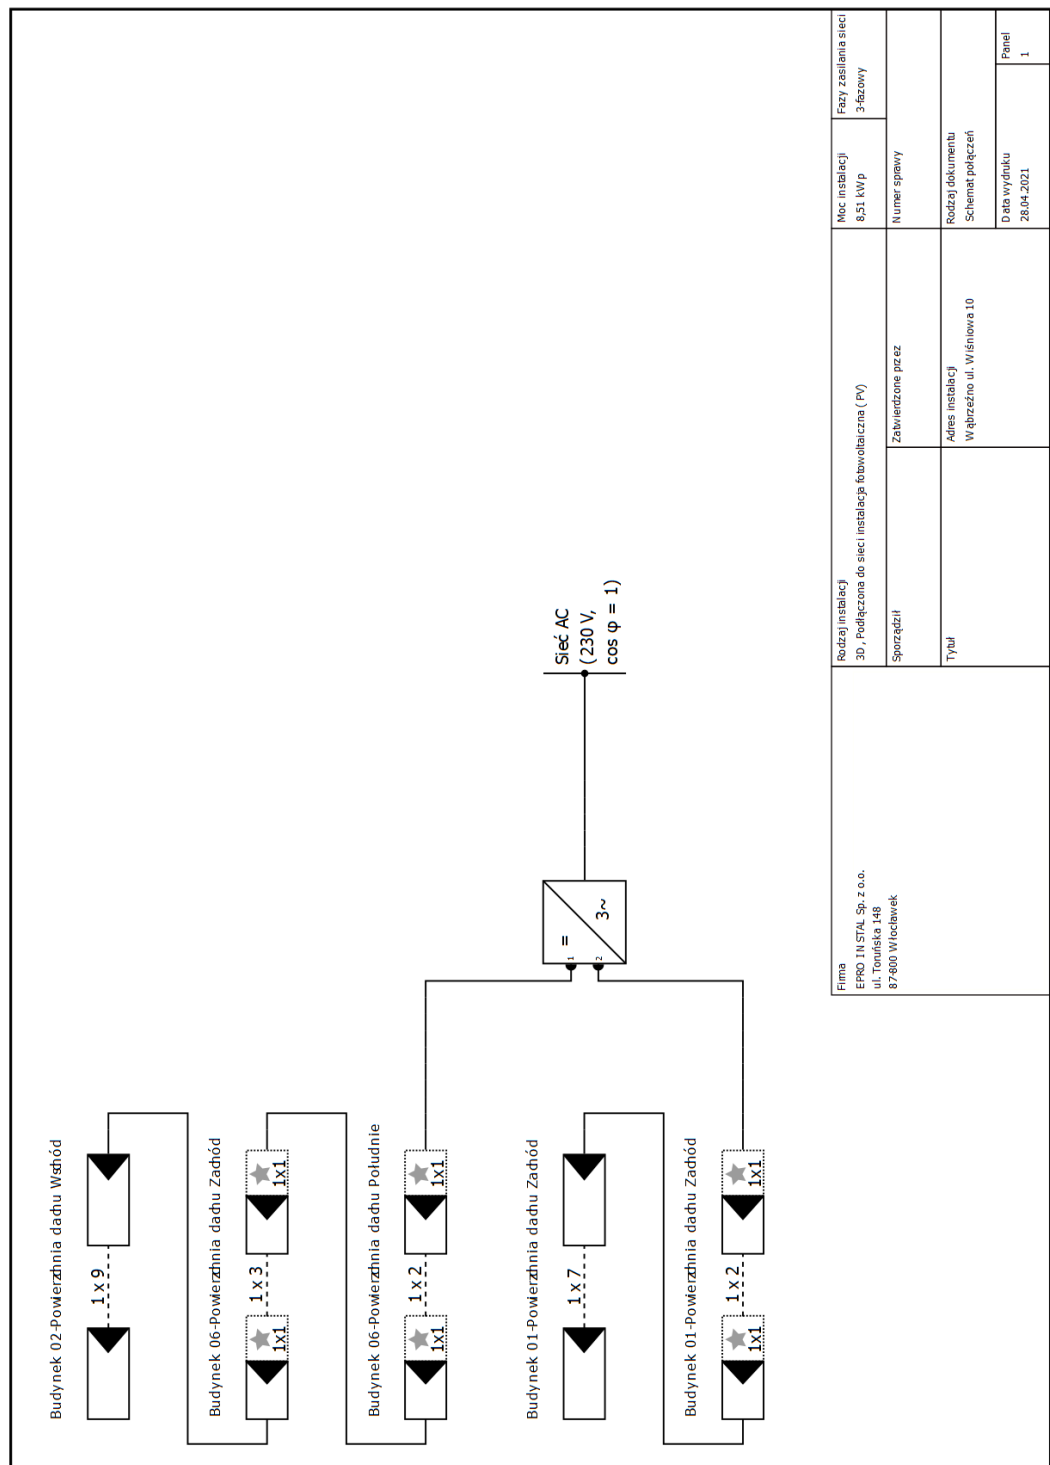 Budynek 02-Powierzchnia dachu Wschód
1 x 9
Budynek 06-Powierzchnia dachu Zachód
1x1
1 x 3
1x1
Budynek 06-Powierzchnia dachu Południe
1x1
1 x 2
1x1
Budynek 01-Powierzchnia dachu Zachód
1 x 7
Budynek 01-Powierzchnia dachu Zachód
1x1
1 x 2
1x1
1
2
=
3~
Sieć AC
(230 V,
cos φ = 1)
Firma
EPRO INSTAL Sp. z o.o.
ul. Toruńska 148
87-800 Włocławek
Rodzaj instalacji
3D, Podłączona do sieci instalacja fotowoltaiczna (PV)
Moc instalacji
8,51 kWp
Fazy zasilania sieci
3-fazowy
Sporządził
Zatwierdzone przez
Numer sprawy
Tytuł
Adres instalacji
Wąbrzeźno ul. Wiśniowa 10
Rodzaj dokumentu
Schemat połączeń
Data wydruku
28.04.2021
Panel
1